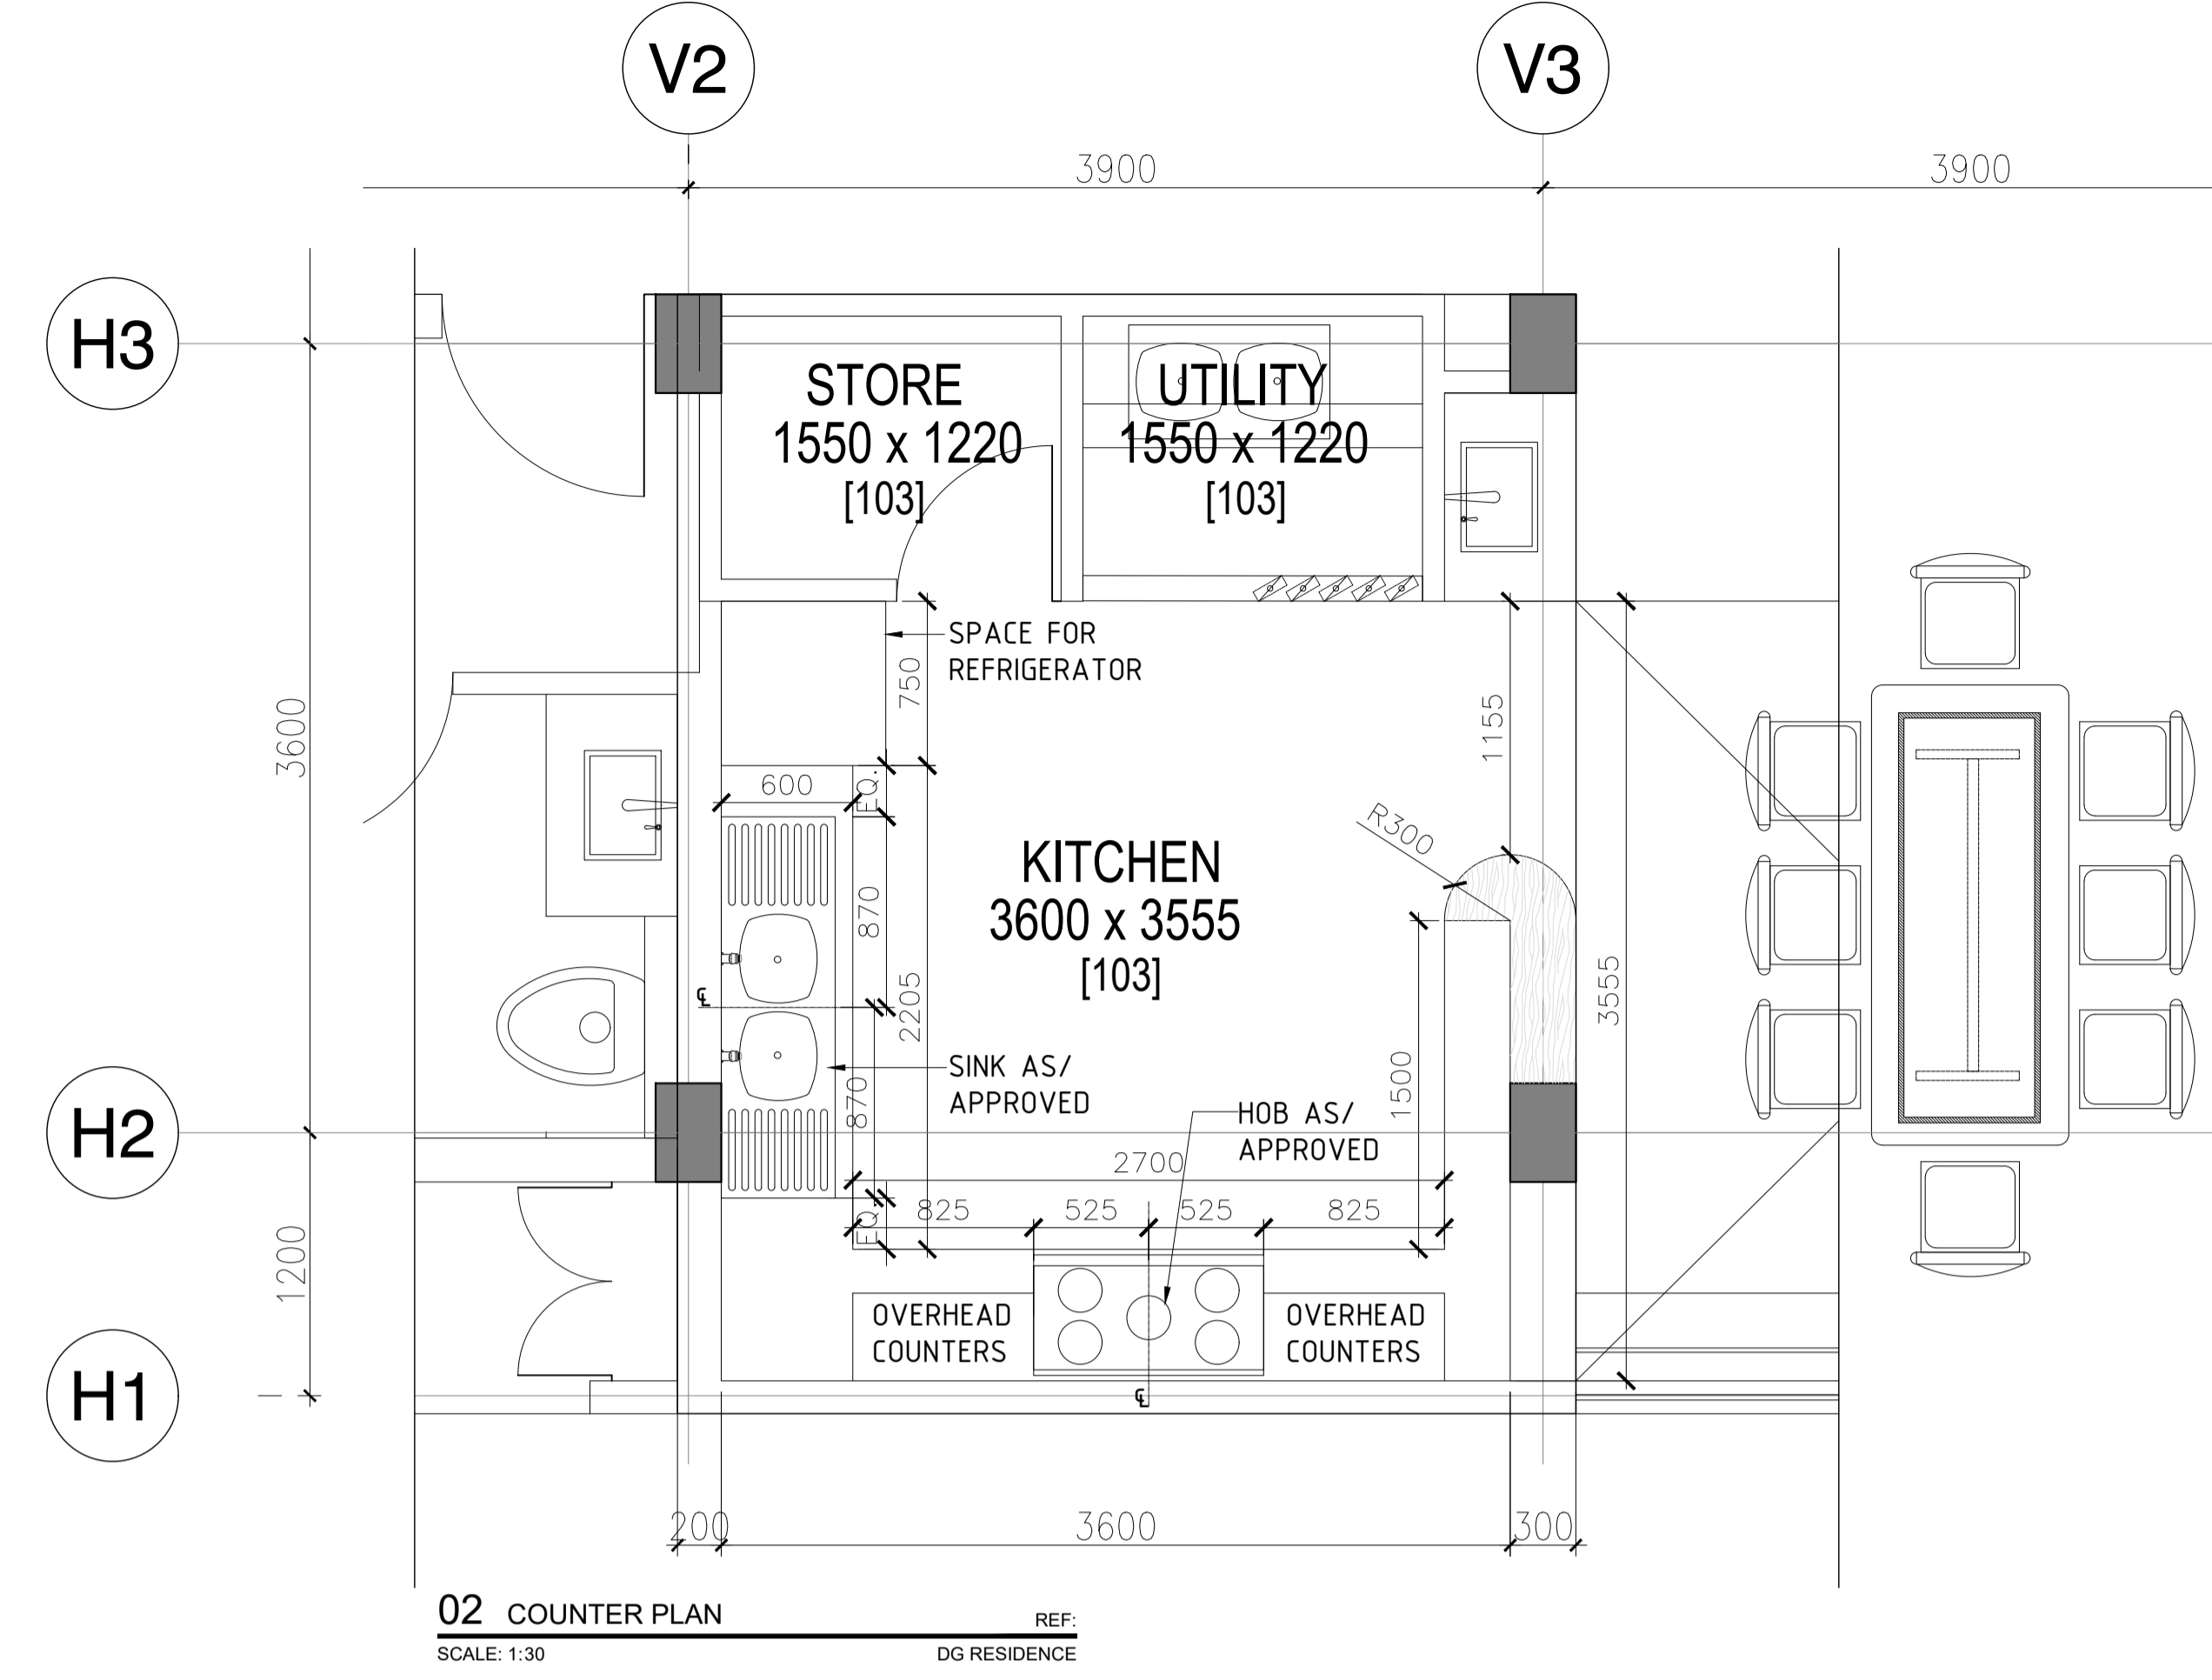 V2
V3
3900
3900
H3
STORE
1550 x 1220
[103]
UTILITY
1550 x 1220
[103]
SPACE FOR
REFRIGERATOR
750
1155
3600
600
EQ.
R300
KITCHEN
3600 x 3555
[103]
870
2205
3555
℄
SINK AS/
APPROVED
870
1500
HOB AS/
APPROVED
H2
2700
825
525
525
825
EQ.
1200
OVERHEAD
COUNTERS
OVERHEAD
COUNTERS
H1
℄
200
3600
300
02 COUNTER PLAN
REF:
SCALE: 1:30
DG RESIDENCE